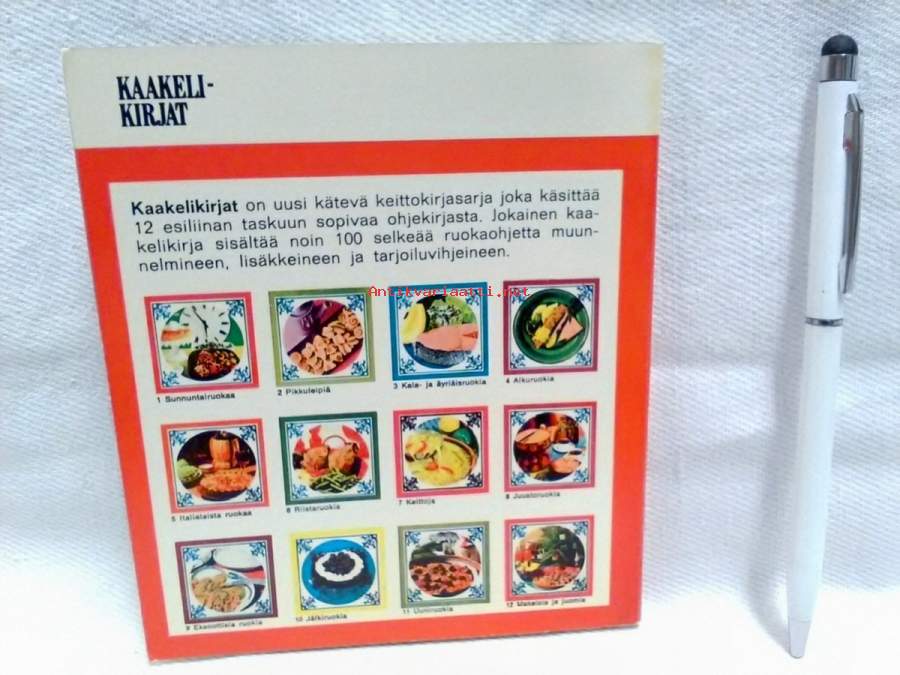 KAAKELI-
KIRJAT
Kaakelikirjat on uusi kätevä keittokirjasarja joka käsittää
12 esiliinan taskuun sopivaa ohjekirjasta. Jokainen kaa-
kelikirja sisältää noin 100 selkeää ruokaohjetta muun-
nelmineen, lisäkkeineen ja tarjoiluvihjeineen.
Antikvariaatti.net
1 Sunnuntairuokaa
2 Pikkuleipiä
3 Kala- ja äyriäisruokia
4 Alkuruokia
5 Italialaista ruokaa
6 Riistaruokia
7 Keittoja
8 Juustoruokia
9 Eksoottisia ruokia
10 Jälkiruokia
11 Uuniruokia
12 Makeisia ja juomia